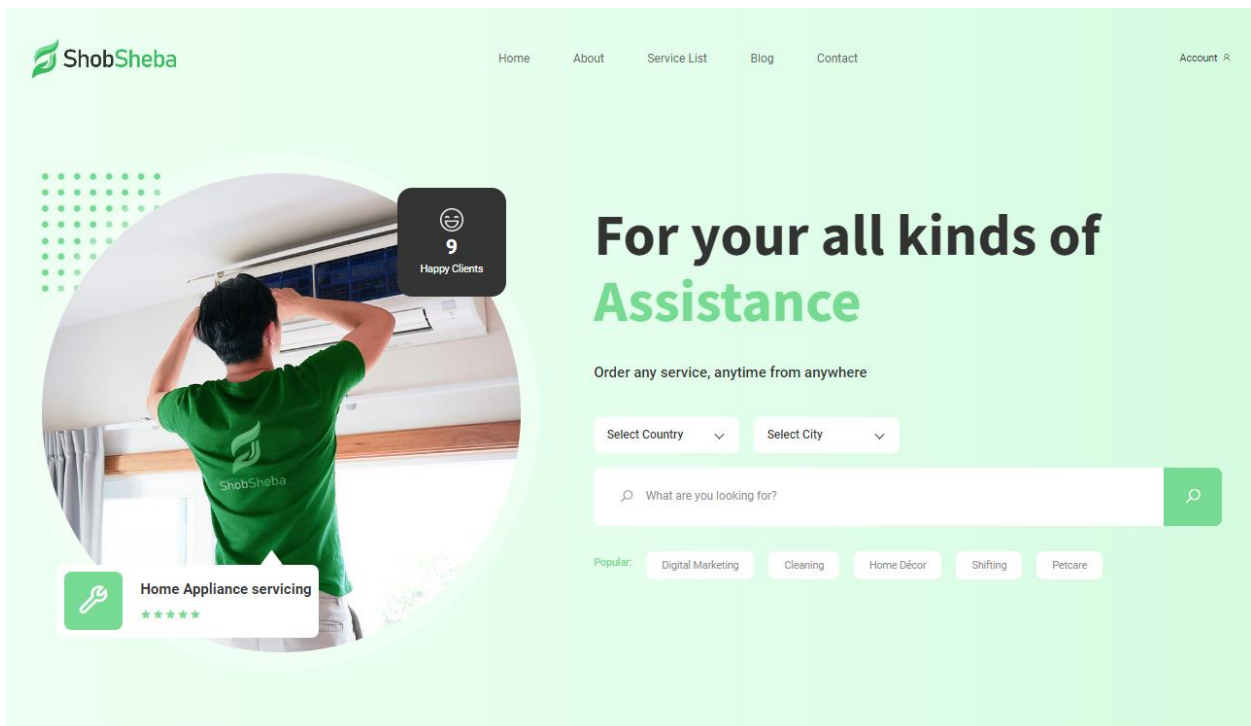 ShobSheba
Home
About
Service List
Blog
Contact
Account
9
Happy Clients
ShobSheba
Home Appliance servicing
For your all kinds of
Assistance
Order any service, anytime from anywhere
Select Country
Select City
What are you looking for?
Popular:
Digital Marketing
Cleaning
Home Décor
Shifting
Petcare